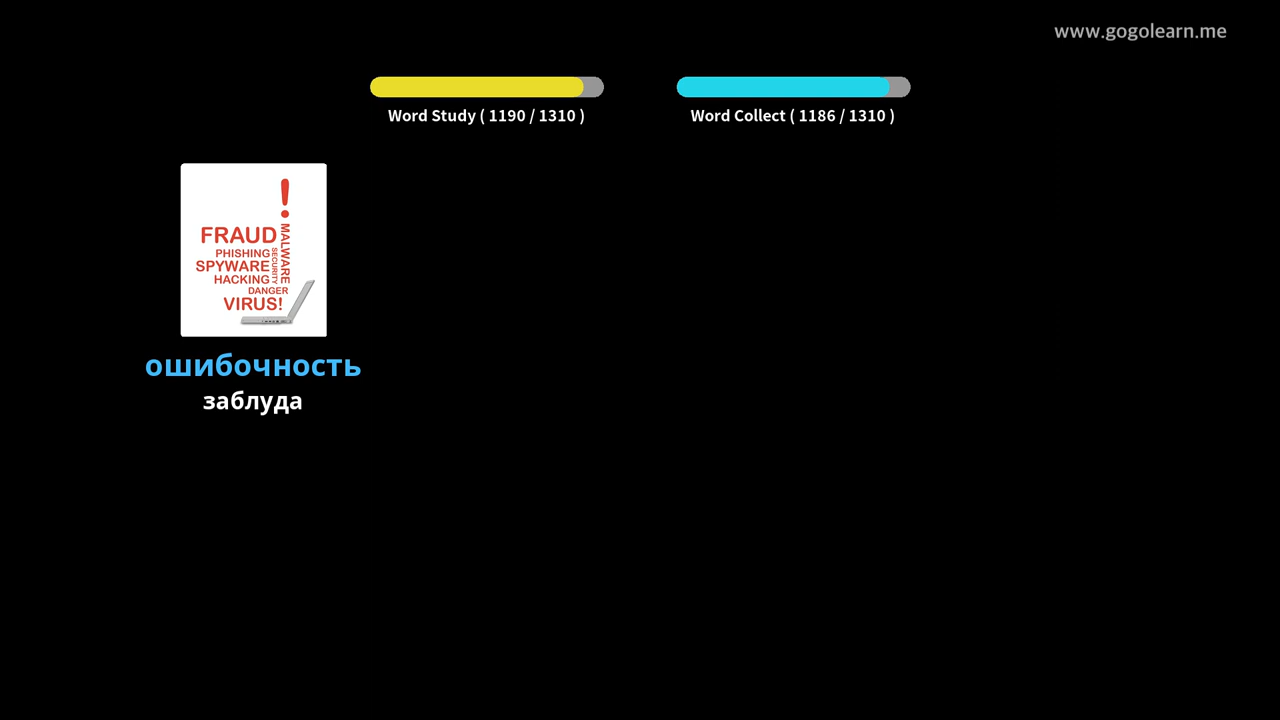 www.gogolearn.me
Word Study ( 1190 / 1310 )
Word Collect ( 1186 / 1310 )
!
FRAUD
PHISHING
SPYWARE
HACKING
DANGER
VIRUS!
SECURITY
MALWARE
ошибочность
заблуда